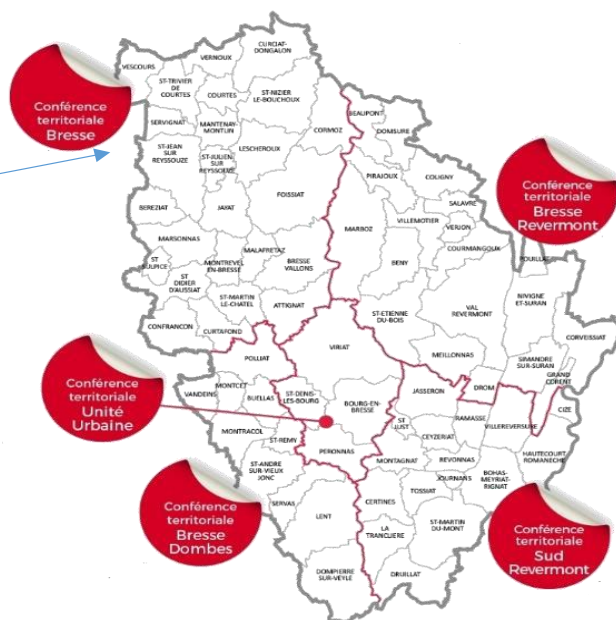 CURCIAT-
DONGALON
VERNOUX
VESCOURS
ST-TRIVIER
DE
COURTES
COURTES
ST-NIZIER
LE-BOUCHOUX
Conférence
territoriale
Bresse
SERVIGNAT
MANTENAY-
MONTLIN
CORMOZ
BEAUPONT
DOMSURE
ST-JEAN
SUR
REYSSOUZE
ST-JULIEN
SUR
REYSSOUZE
LESCHEROUX
PIRAJOUX
COLIGNY
Conférence
territoriale
Bresse
Revermont
FOISSIAT
SALAVRE
BEREZIAT
JAYAT
VILLEMOTIER
VERJON
MARBOZ
COURMANGOUX
MARSONNAS
MALAFRETAZ
BENY
POUILLAT
ST
SULPICE
MONTREVEL
EN-BRESSE
BRESSE
VALLONS
ST
DIDIER
D'AUSSIAT
NIVIGNE
ET-SURAN
ST-MARTIN
LE-CHATEL
ATTIGNAT
ST-ETIENNE
DU-BOIS
VAL
REVERMONT
CONFRANCON
CURTAFOND
CORVEISSIAT
VIRIAT
POLLIAT
MEILLONNAS
SIMANDRE
SUR-SURAN
GRAND
CORENT
Conférence
territoriale
Unité
Urbaine
VANDEINS
MONTCET
BUELLAS
ST-DENIS
LES-BOURG
BOURG-EN-
BRESSE
JASSERON
DROM
CIZE
ST
JUST
RAMASSE
VILLEREVERSURE
MONTRACOL
CEYZERIAT
ST-REMY
PERONNAS
HAUTECOURT
ROMANECHE
MONTAGNAT
REVONNAS
ST-ANDRE
SUR-VIEUX
JONC
JOURNANS
BOHAS-
MEYRIAT-
RIGNAT
Conférence
territoriale
Bresse
Dombes
SERVAS
LENT
CERTINES
TOSSIAT
LA
TRANCLIERE
ST-MARTIN
DU-MONT
Conférence
territoriale
Sud
Revermont
DOMPIERRE
SUR-VEYLE
DRUILLAT